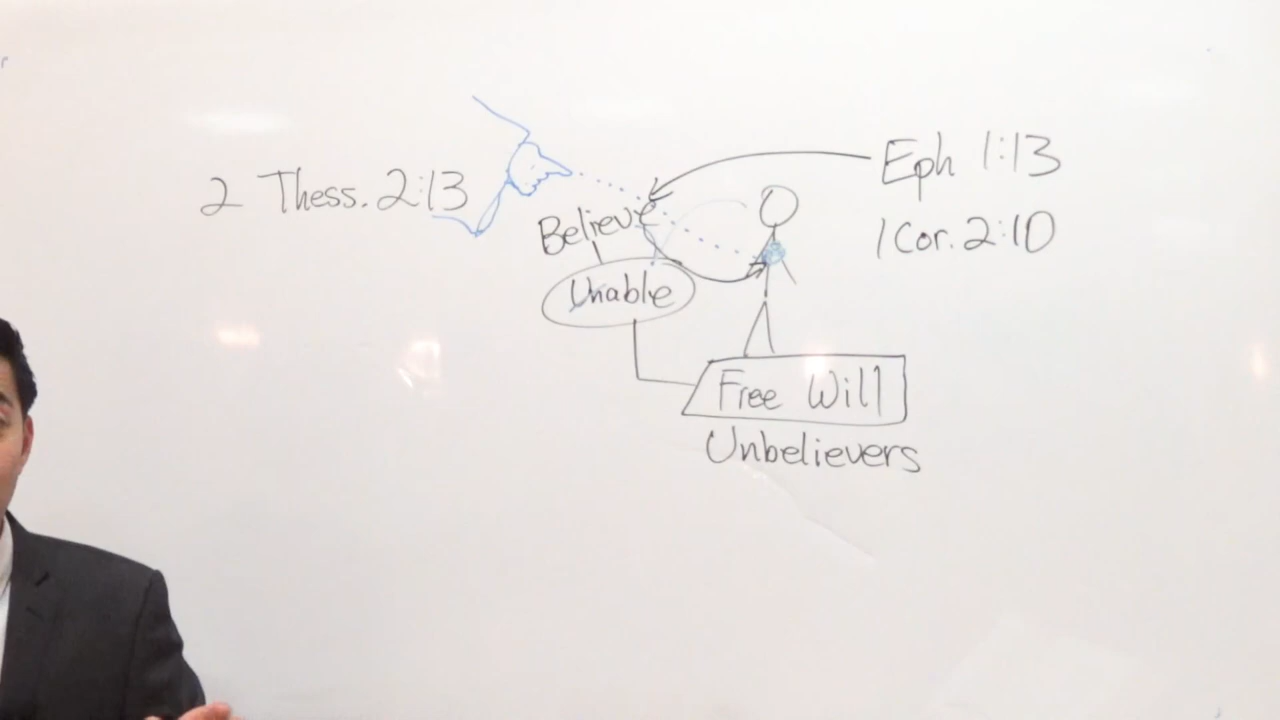 2 Thess. 2:13
Eph 1:13
1 Cor. 2:10
Believe
Unable
Free Will
Unbelievers